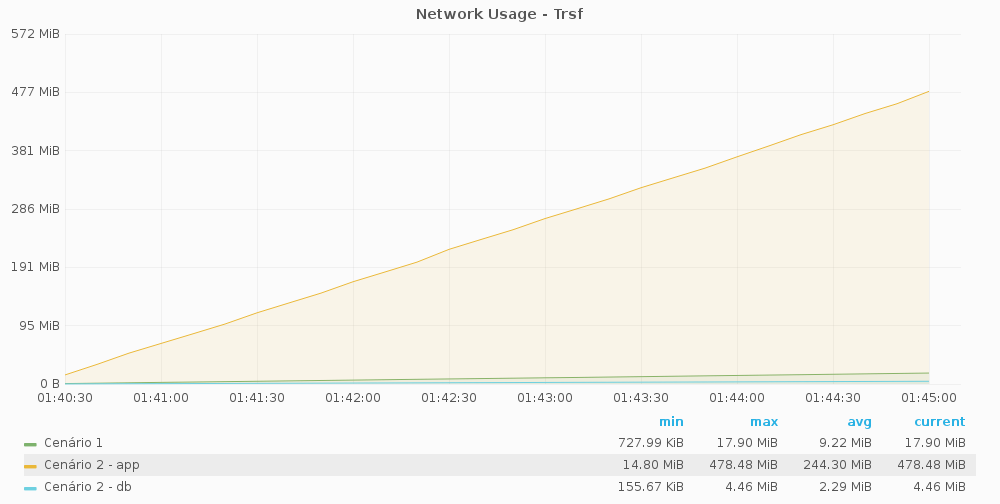 Network Usage - Trsf
572 MiB
477 MiB
381 MiB
286 MiB
191 MiB
95 MiB
0 B
01:40:30 01:41:00 01:41:30 01:42:00 01:42:30 01:43:00 01:43:30 01:44:00 01:44:30 01:45:00
min max avg current
Cenário 1 727.99 KiB 17.90 MiB 9.22 MiB 17.90 MiB
Cenário 2 - app 14.80 MiB 478.48 MiB 244.30 MiB 478.48 MiB
Cenário 2 - db 155.67 KiB 4.46 MiB 2.29 MiB 4.46 MiB